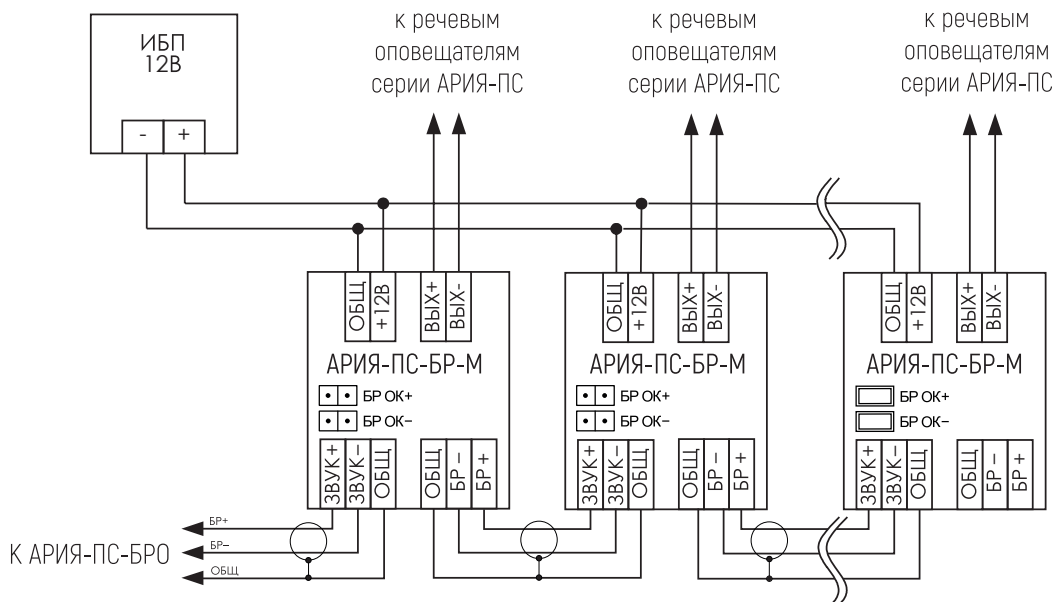 ИБП
12В
- +
к речевым
оповещателям
серии АРИЯ-ПС
к речевым
оповещателям
серии АРИЯ-ПС
к речевым
оповещателям
серии АРИЯ-ПС
ОБЩ
+12В
ВЫХ+
ВЫХ-
АРИЯ-ПС-БР-М
БР ОК+
БР ОК−
ЗВУК+
ЗВУК−
ОБЩ
ОБЩ
БР −
БР +
ОБЩ
+12В
ВЫХ+
ВЫХ-
АРИЯ-ПС-БР-М
БР ОК+
БР ОК−
ЗВУК+
ЗВУК−
ОБЩ
ОБЩ
БР −
БР +
ОБЩ
+12В
ВЫХ+
ВЫХ-
АРИЯ-ПС-БР-М
БР ОК+
БР ОК−
ЗВУК+
ЗВУК−
ОБЩ
ОБЩ
БР −
БР +
К АРИЯ-ПС-БРО
БР+
БР−
ОБЩ